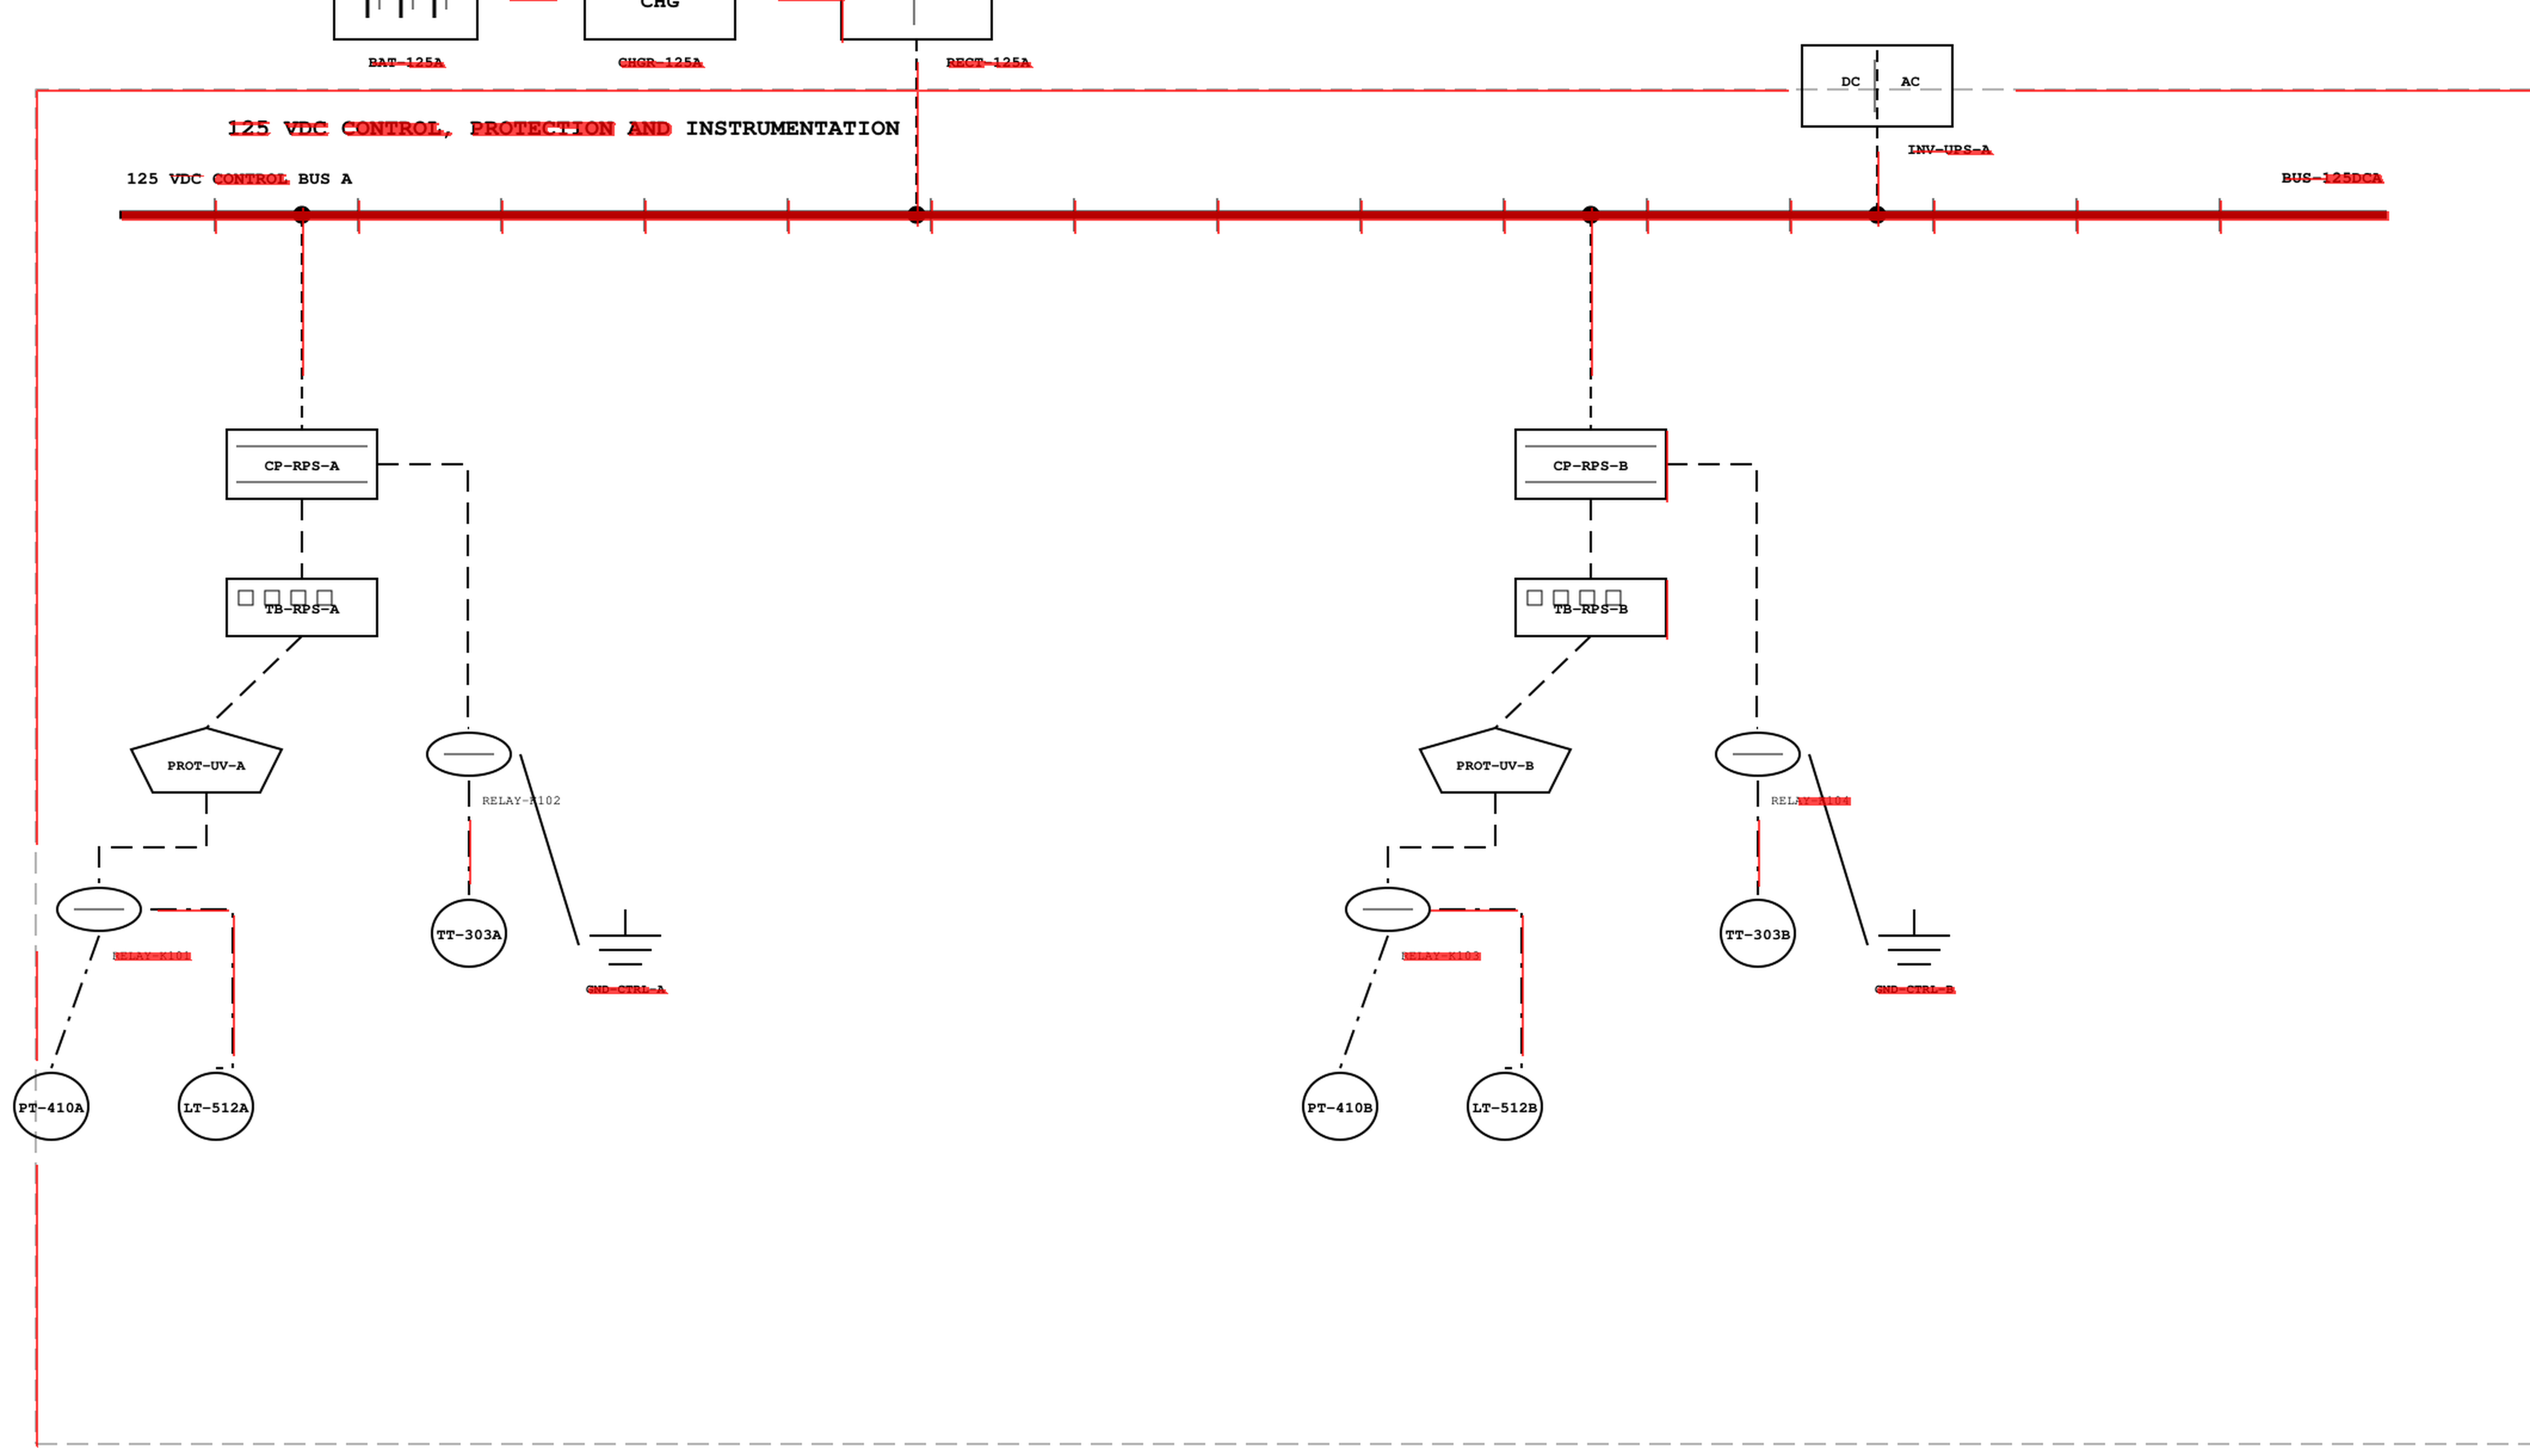 CHG
BAT-125A
CHGR-125A
RECT-125A
DC
AC
125 VDC CONTROL, PROTECTION AND INSTRUMENTATION
INV-UPS-A
125 VDC CONTROL BUS A
BUS-125DCA
CP-RPS-A
CP-RPS-B
TB-RPS-A
TB-RPS-B
PROT-UV-A
PROT-UV-B
RELAY-K102
RELAY-K104
TT-303A
TT-303B
RELAY-K101
RELAY-K103
GND-CTRL-A
GND-CTRL-B
PT-410A
LT-512A
PT-410B
LT-512B